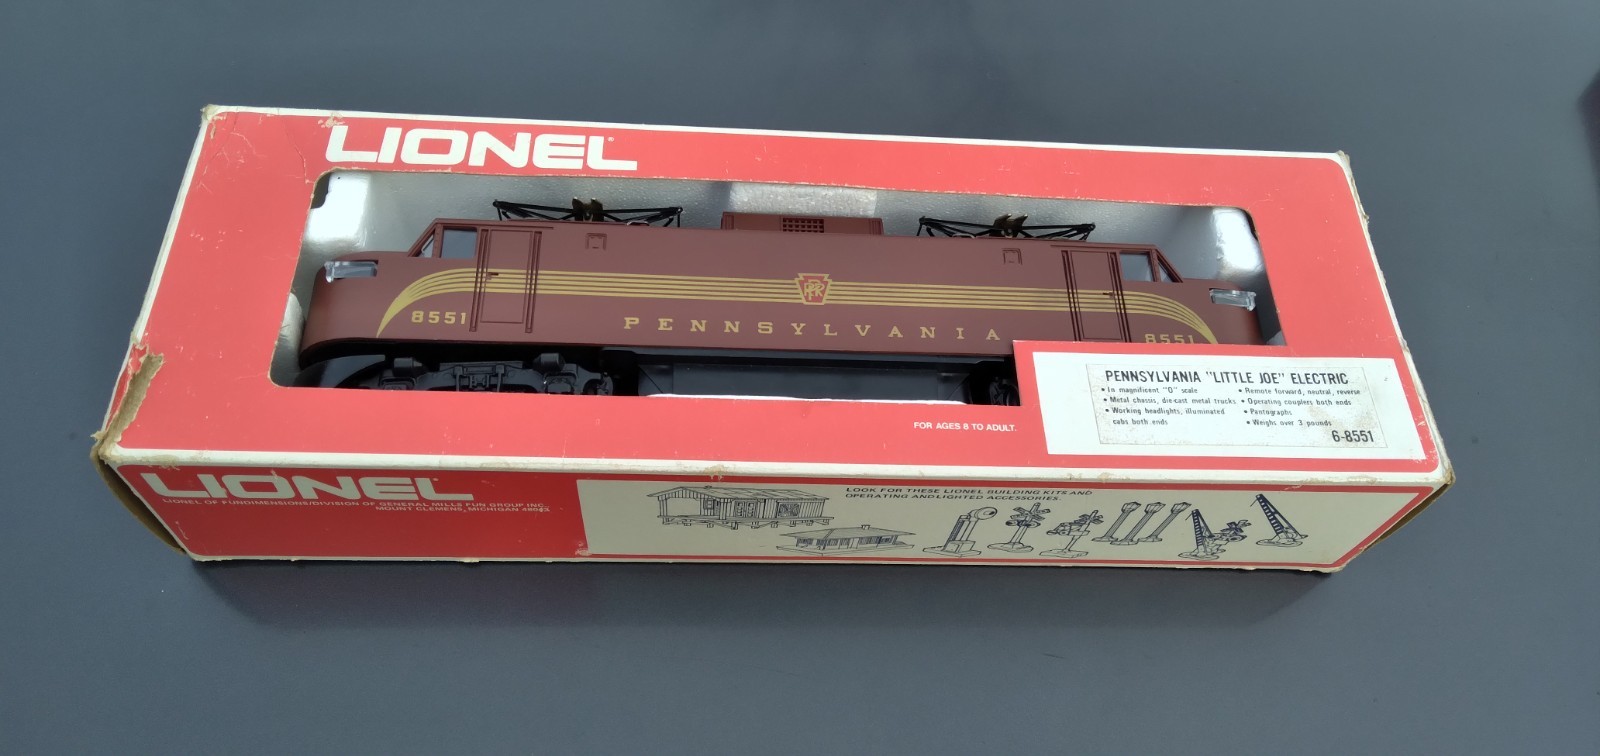 LIONEL®
8551
PENNSYLVANIA
8551
PRR
PENNSYLVANIA "LITTLE JOE" ELECTRIC
• In magnificent "O" scale
• Metal chassis, die-cast metal trucks
• Working headlights, illuminated
cabs both ends
• Remote forward, neutral, reverse
• Operating couplers both ends
• Pantographs
• Weighs over 3 pounds
6-8551
FOR AGES 8 TO ADULT.
LIONEL
LIONEL OF FUNDIMENSIONS/DIVISION OF GENERAL MILLS FUN GROUP INC.
MOUNT CLEMENS, MICHIGAN 48045
LOOK FOR THESE LIONEL BUILDING KITS AND
OPERATING AND LIGHTED ACCESSORIES.